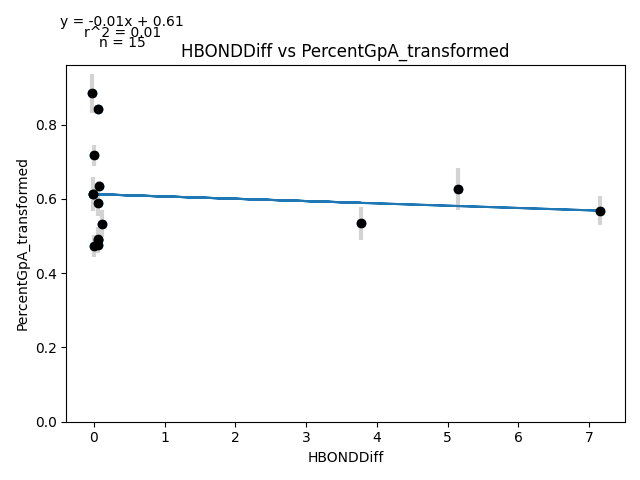 y = -0.01x + 0.61
r^2 = 0.01
n = 15
HBONDDiff vs PercentGpA_transformed
PercentGpA_transformed
0.8
0.6
0.4
0.2
0.0
0 1 2 3 4 5 6 7
HBONDDiff